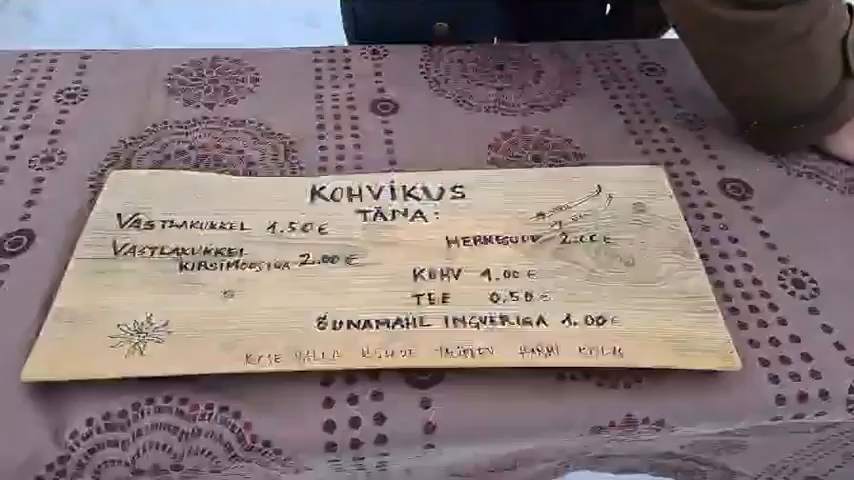 KOHVIKUS
TÄNA:
VASTLAKUKKEL 1.50€
VASTLAKUKKEL
KIRSIMOOSIGA 2.00€
HERNESUPP 2.00€
KOHV 1.00€
TEE 0.50€
ÕUNAMAHL INGVERIGA 1.00€